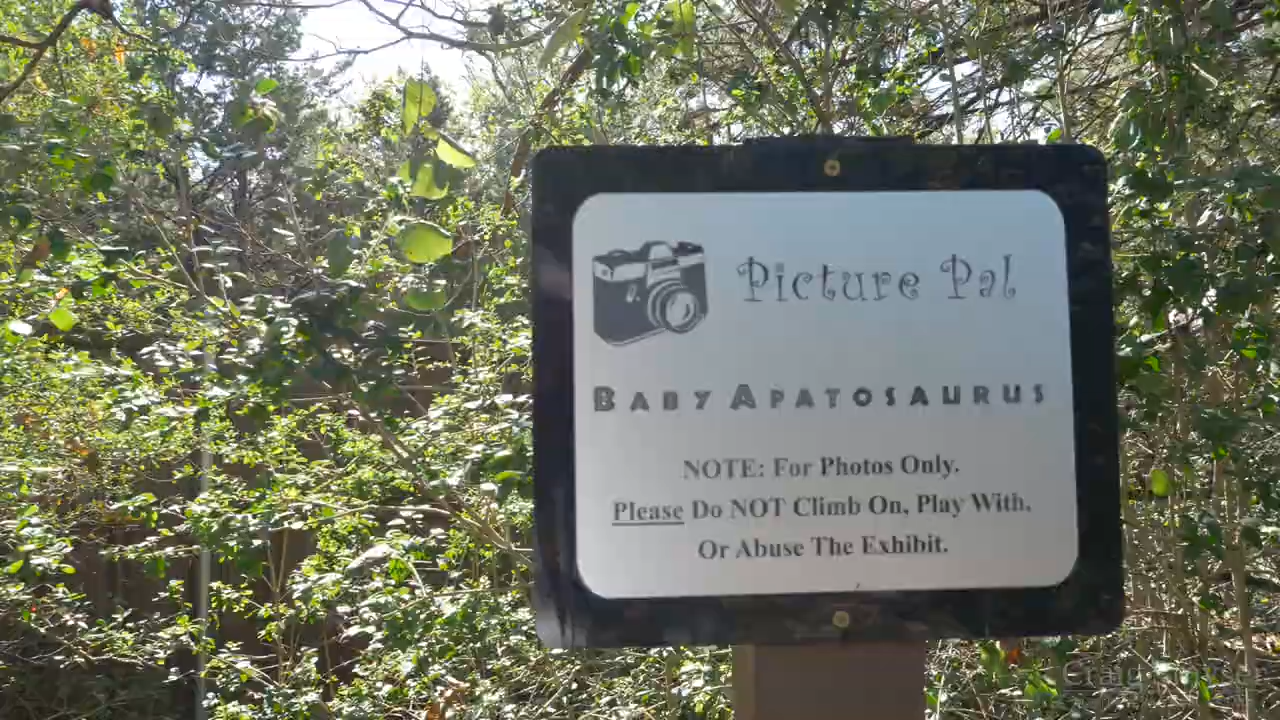 Picture Pal
BABY APATOSAURUS
NOTE: For Photos Only.
Please Do NOT Climb On, Play With,
Or Abuse The Exhibit.